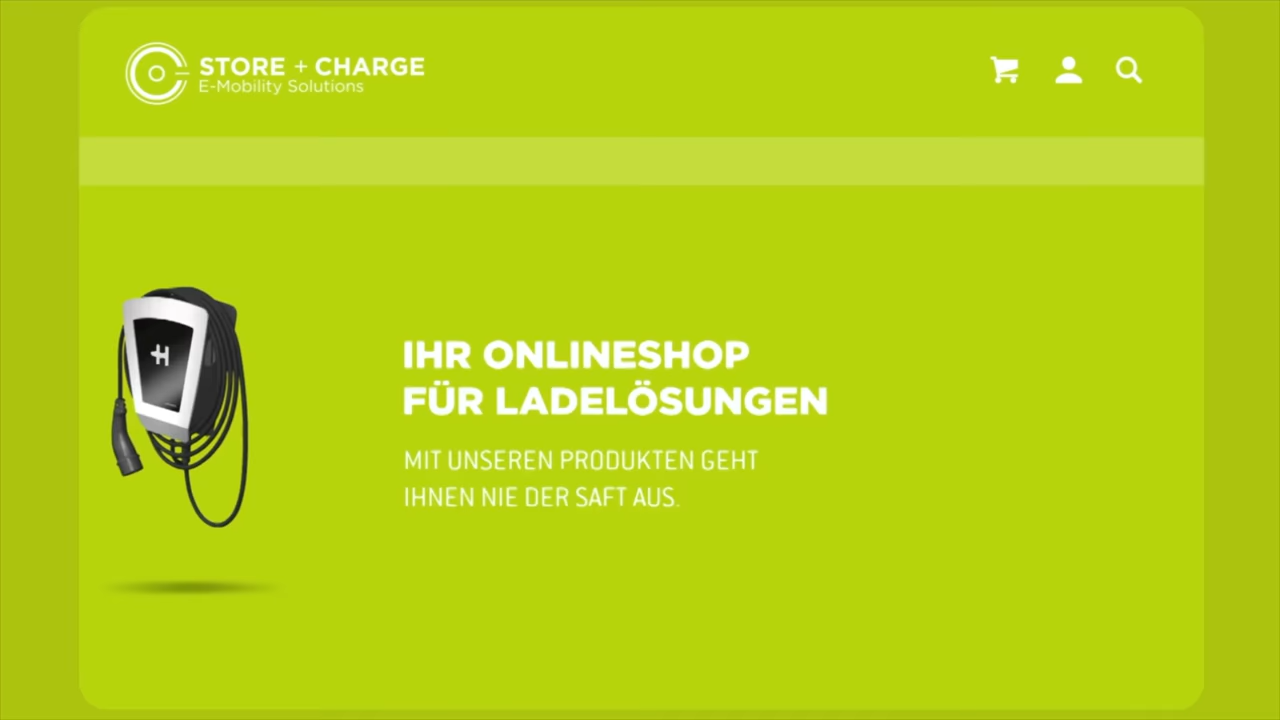 STORE + CHARGE
E-Mobility Solutions
IHR ONLINESHOP
FÜR LADELÖSUNGEN
MIT UNSEREN PRODUKTEN GEHT
IHNEN NIE DER SAFT AUS.